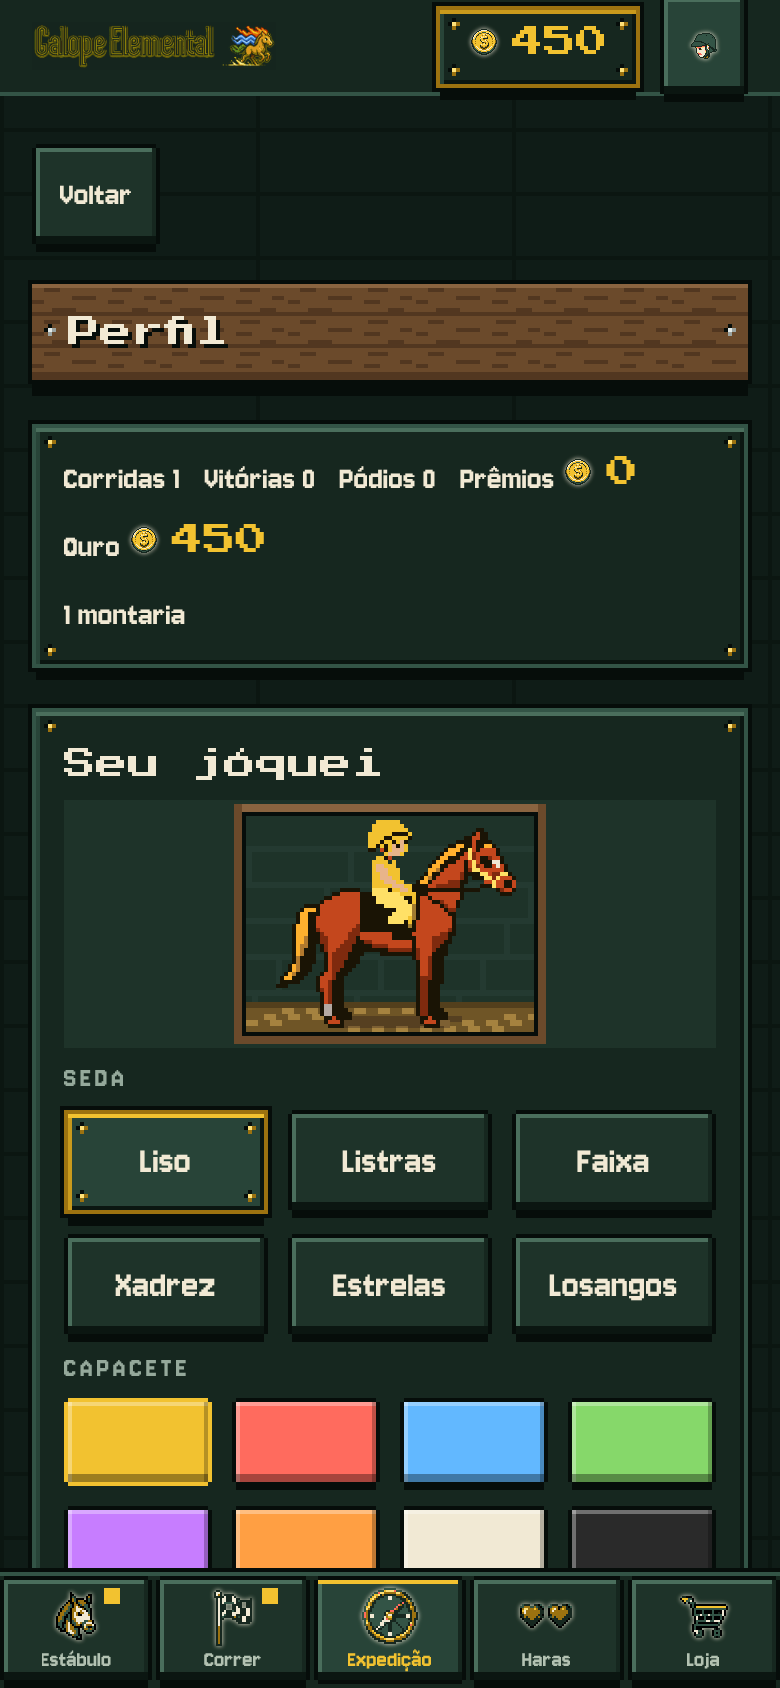 Galope Elemental
450
Voltar
Perfil
Corridas 1 Vitórias 0 Pódios 0 Prêmios 0
Ouro 450
1 montaria
Seu jóquei
SEDA
Liso Listras Faixa
Xadrez Estrelas Losangos
CAPACETE
Estábulo Correr Expedição Haras Loja